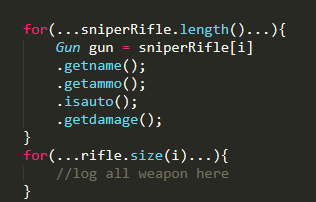 for(...sniperRifle.length()...){
    Gun gun = sniperRifle[i]
    .getname();
    .getammo();
    .isauto();
    .getdamage();
}
for(...rifle.size(i)...){
    //log all weapon here
}